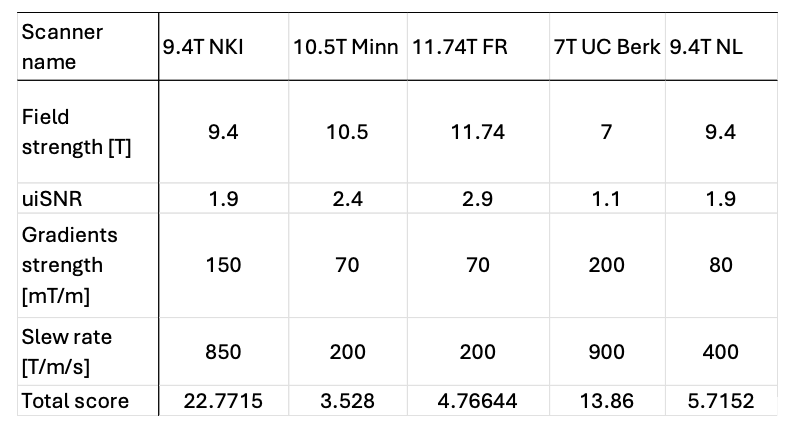 Scanner name 9.4T NKI 10.5T Minn 11.74T FR 7T UC Berk 9.4T NL
Field strength [T] 9.4 10.5 11.74 7 9.4
uiSNR 1.9 2.4 2.9 1.1 1.9
Gradients strength [mT/m] 150 70 70 200 80
Slew rate [T/m/s] 850 200 200 900 400
Total score 22.7715 3.528 4.76644 13.86 5.7152